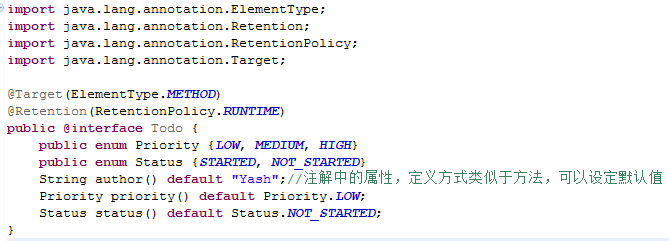 import java.lang.annotation.ElementType;
import java.lang.annotation.Retention;
import java.lang.annotation.RetentionPolicy;
import java.lang.annotation.Target;

@Target(ElementType.METHOD)
@Retention(RetentionPolicy.RUNTIME)
public @interface Todo {
    public enum Priority {LOW, MEDIUM, HIGH}
    public enum Status {STARTED, NOT_STARTED}
    String author() default "Yash";//注解中的属性，定义方式类似于方法，可以设定默认值
    Priority priority() default Priority.LOW;
    Status status() default Status.NOT_STARTED;
}